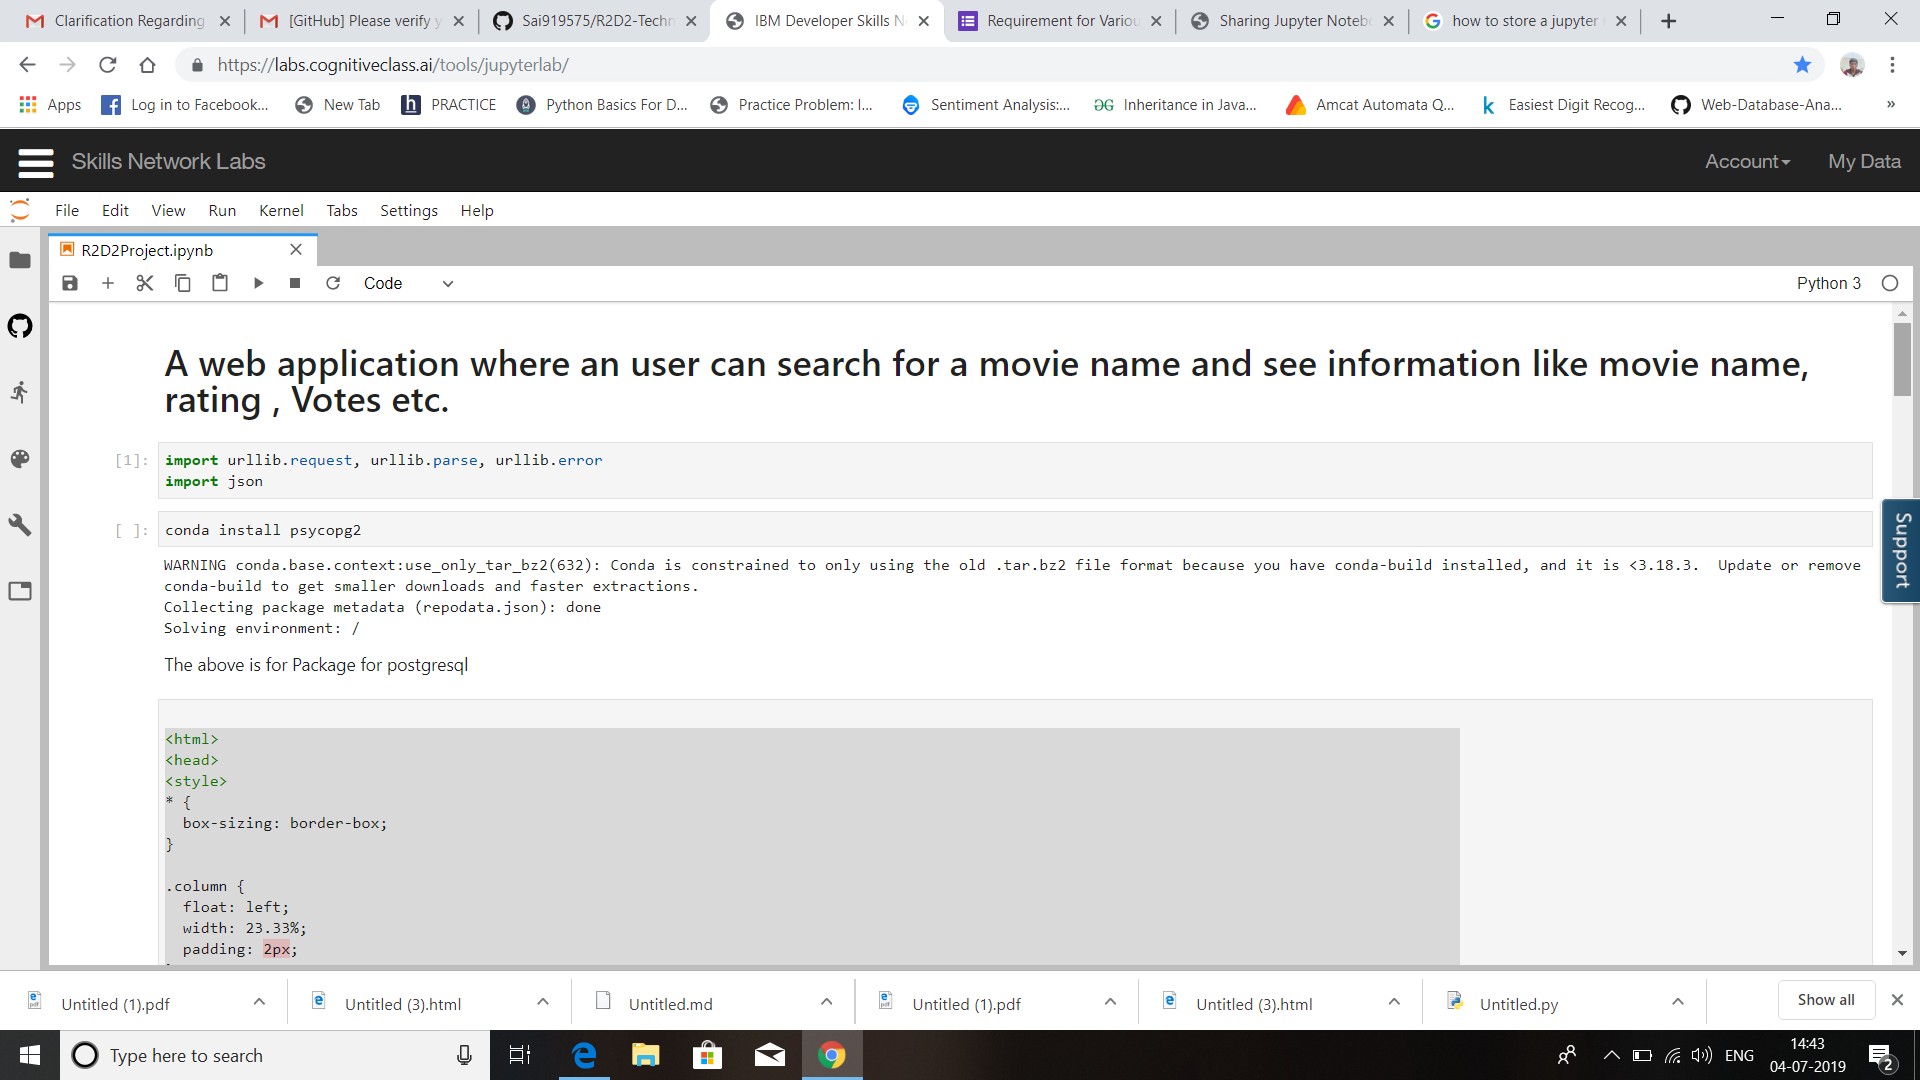 Clarification Regarding
[GitHub] Please verify y
Sai919575/R2D2-Techn
IBM Developer Skills N
Requirement for Variou
Sharing Jupyter Notebo
how to store a jupyter
https://labs.cognitiveclass.ai/tools/jupyterlab/
Apps
Log in to Facebook...
New Tab
PRACTICE
Python Basics For D...
Practice Problem: I...
Sentiment Analysis:...
Inheritance in Java...
Amcat Automata Q...
Easiest Digit Recog...
Web-Database-Ana...
»
Skills Network Labs
Account
My Data
File Edit View Run Kernel Tabs Settings Help
R2D2Project.ipynb
Code
Python 3
A web application where an user can search for a movie name and see information like movie name,
rating , Votes etc.
[1]: import urllib.request, urllib.parse, urllib.error
import json
[ ]: conda install psycopg2
WARNING conda.base.context:use_only_tar_bz2(632): Conda is constrained to only using the old .tar.bz2 file format because you have conda-build installed, and it is <3.18.3.  Update or remove
conda-build to get smaller downloads and faster extractions.
Collecting package metadata (repodata.json): done
Solving environment: /
The above is for Package for postgresql
Support
<html>
<head>
<style>
* {
  box-sizing: border-box;
}
.column {
  float: left;
  width: 23.33%;
  padding: 2px;
Untitled (1).pdf
Untitled (3).html
Untitled.md
Untitled (1).pdf
Untitled (3).html
Untitled.py
Show all
Type here to search
ENG
14:43
04-07-2019
2